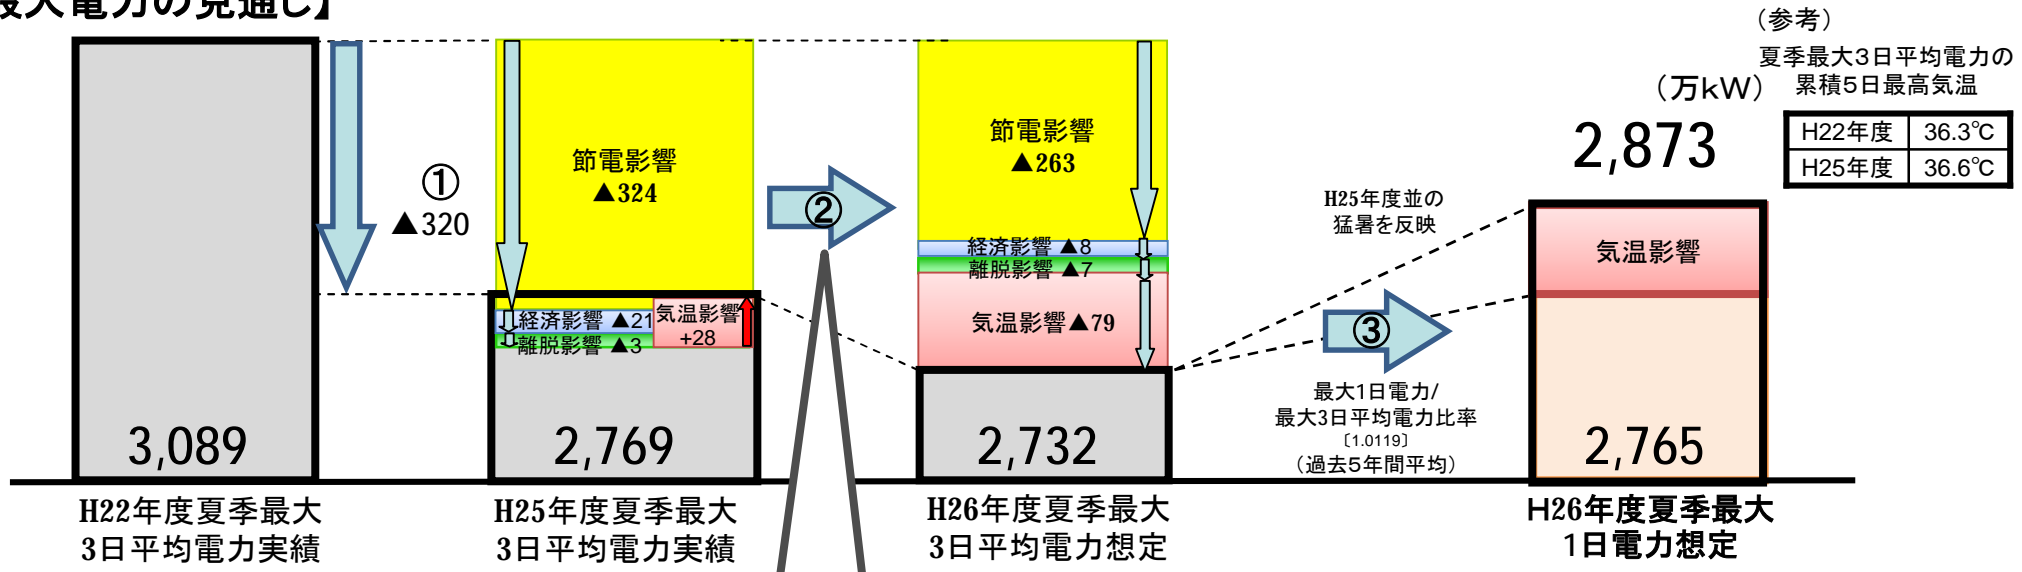 最大電力の見通し】
（参考）
夏季最大3日平均電力の
累積5日最高気温
H22年度 36.3℃
H25年度 36.6℃
（万kW）
2,873
気温影響
2,765
H26年度夏季最大
1日電力想定
3,089
H22年度夏季最大
3日平均電力実績
①
▲320
節電影響
▲324
経済影響 ▲21
離脱影響 ▲3
気温影響
+28
2,769
H25年度夏季最大
3日平均電力実績
②
節電影響
▲263
経済影響 ▲8
離脱影響 ▲7
気温影響▲79
2,732
H26年度夏季最大
3日平均電力想定
H25年度並の
猛暑を反映
③
最大1日電力/
最大3日平均電力比率
〔1.0119〕
（過去5年間平均）